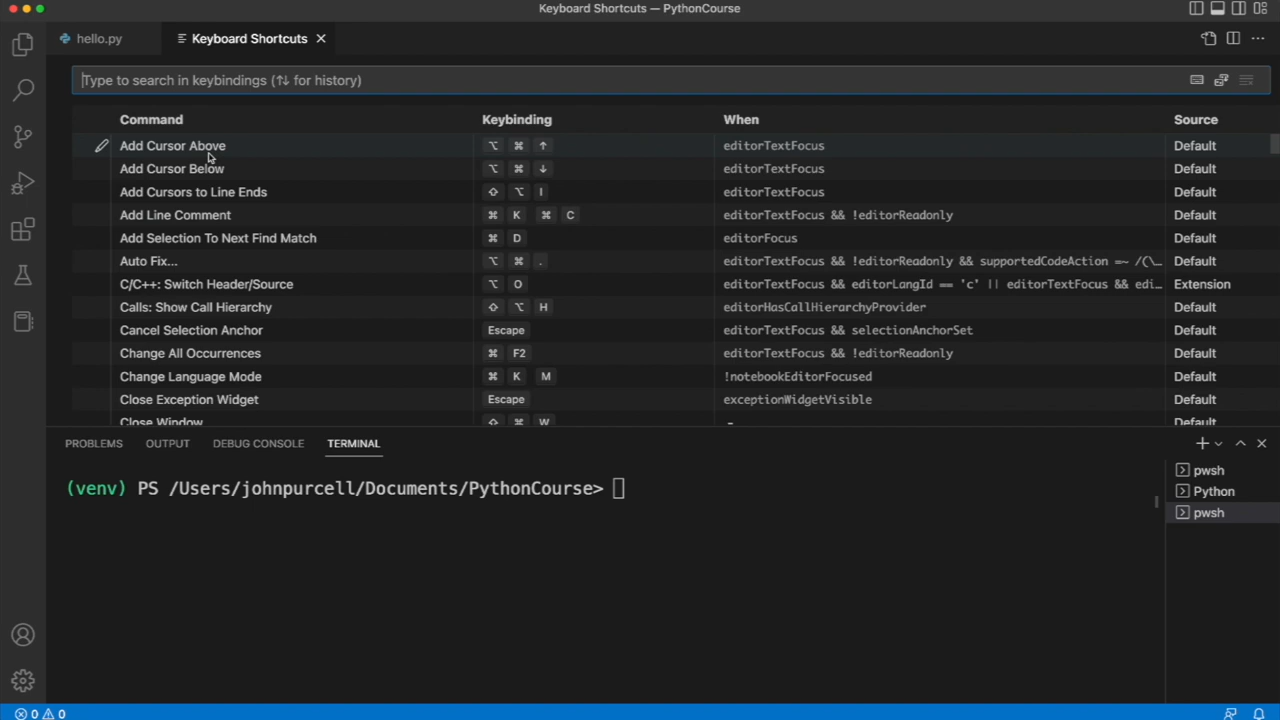 Keyboard Shortcuts — PythonCourse
hello.py
Keyboard Shortcuts
Type to search in keybindings (↑↓ for history)
Command Keybinding When Source
Add Cursor Above ⌥ ⌘ ↑ editorTextFocus Default
Add Cursor Below ⌥ ⌘ ↓ editorTextFocus Default
Add Cursors to Line Ends ⇧ ⌥ I editorTextFocus Default
Add Line Comment ⌘ K ⌘ C editorTextFocus && !editorReadonly Default
Add Selection To Next Find Match ⌘ D editorFocus Default
Auto Fix... ⌥ ⌘ . editorTextFocus && !editorReadonly && supportedCodeAction =~ /(\… Default
C/C++: Switch Header/Source ⌥ O editorTextFocus && editorLangId == 'c' || editorTextFocus && edi… Extension
Calls: Show Call Hierarchy ⇧ ⌥ H editorHasCallHierarchyProvider Default
Cancel Selection Anchor Escape editorTextFocus && selectionAnchorSet Default
Change All Occurrences ⌘ F2 editorTextFocus && !editorReadonly Default
Change Language Mode ⌘ K M !notebookEditorFocused Default
Close Exception Widget Escape exceptionWidgetVisible Default
Close Window ⇧ ⌘ W — Default
PROBLEMS OUTPUT DEBUG CONSOLE TERMINAL
(venv) PS /Users/johnpurcell/Documents/PythonCourse>
pwsh
Python
pwsh
0 0